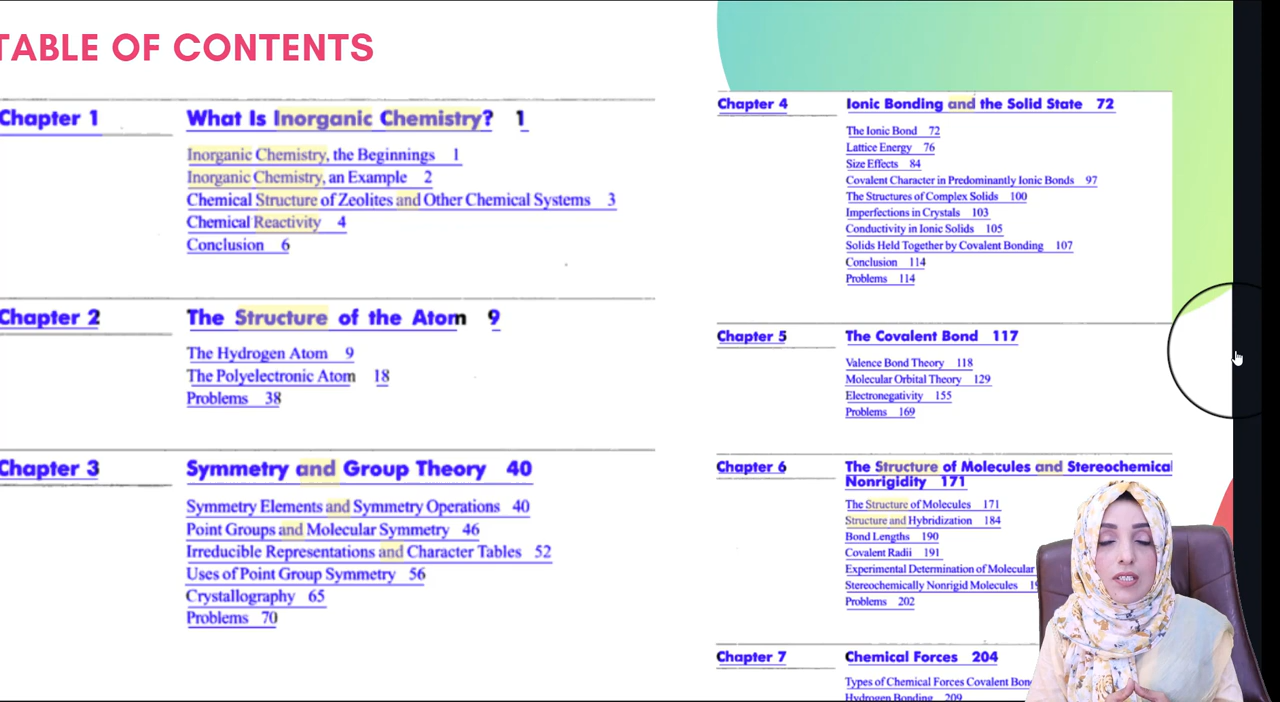 TABLE OF CONTENTS
Chapter 1
What Is Inorganic Chemistry? 1
Inorganic Chemistry, the Beginnings 1
Inorganic Chemistry, an Example 2
Chemical Structure of Zeolites and Other Chemical Systems 3
Chemical Reactivity 4
Conclusion 6
Chapter 2
The Structure of the Atom 9
The Hydrogen Atom 9
The Polyelectronic Atom 18
Problems 38
Chapter 3
Symmetry and Group Theory 40
Symmetry Elements and Symmetry Operations 40
Point Groups and Molecular Symmetry 46
Irreducible Representations and Character Tables 52
Uses of Point Group Symmetry 56
Crystallography 65
Problems 70
Chapter 4
Ionic Bonding and the Solid State 72
The Ionic Bond 72
Lattice Energy 76
Size Effects 84
Covalent Character in Predominantly Ionic Bonds 97
The Structures of Complex Solids 100
Imperfections in Crystals 103
Conductivity in Ionic Solids 105
Solids Held Together by Covalent Bonding 107
Conclusion 114
Problems 114
Chapter 5
The Covalent Bond 117
Valence Bond Theory 118
Molecular Orbital Theory 129
Electronegativity 155
Problems 169
Chapter 6
The Structure of Molecules and Stereochemical
Nonrigidity 171
The Structure of Molecules 171
Structure and Hybridization 184
Bond Lengths 190
Covalent Radii 191
Experimental Determination of Molecular
Stereochemically Nonrigid Molecules
Problems 202
Chapter 7
Chemical Forces 204
Types of Chemical Forces Covalent
Hydrogen Bonding 209